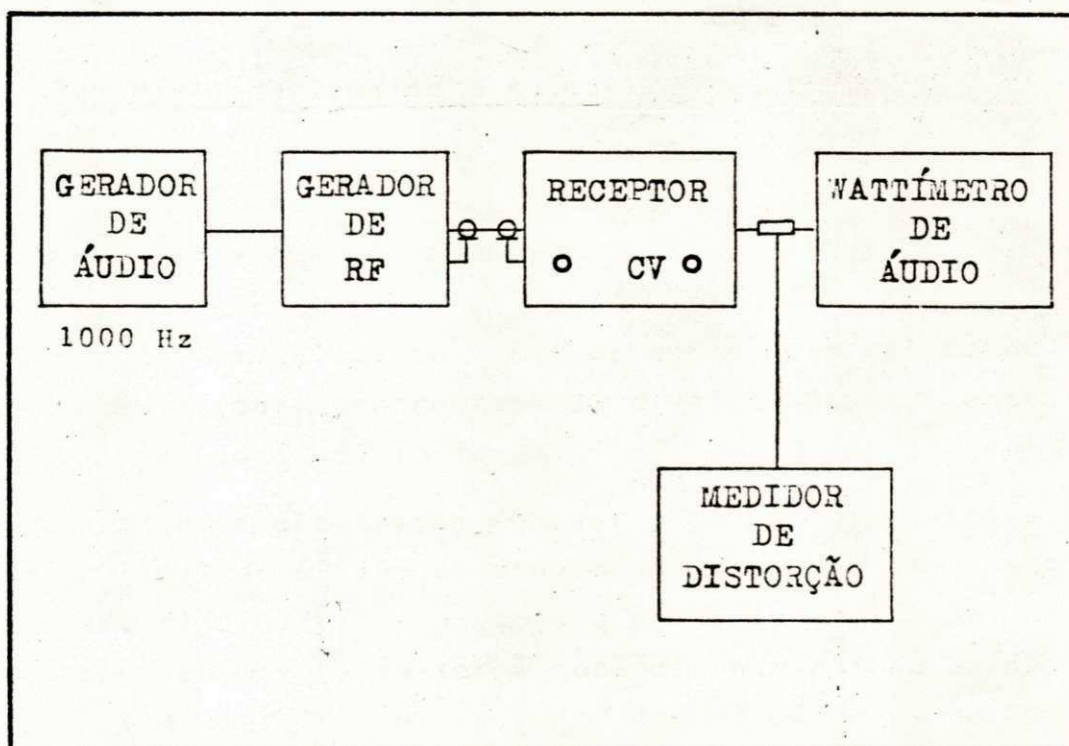 GERADOR
DE
ÁUDIO
1000 Hz
GERADOR
DE
RF
RECEPTOR
CV
WATTÍMETRO
DE
ÁUDIO
MEDIDOR
DE
DISTORÇÃO